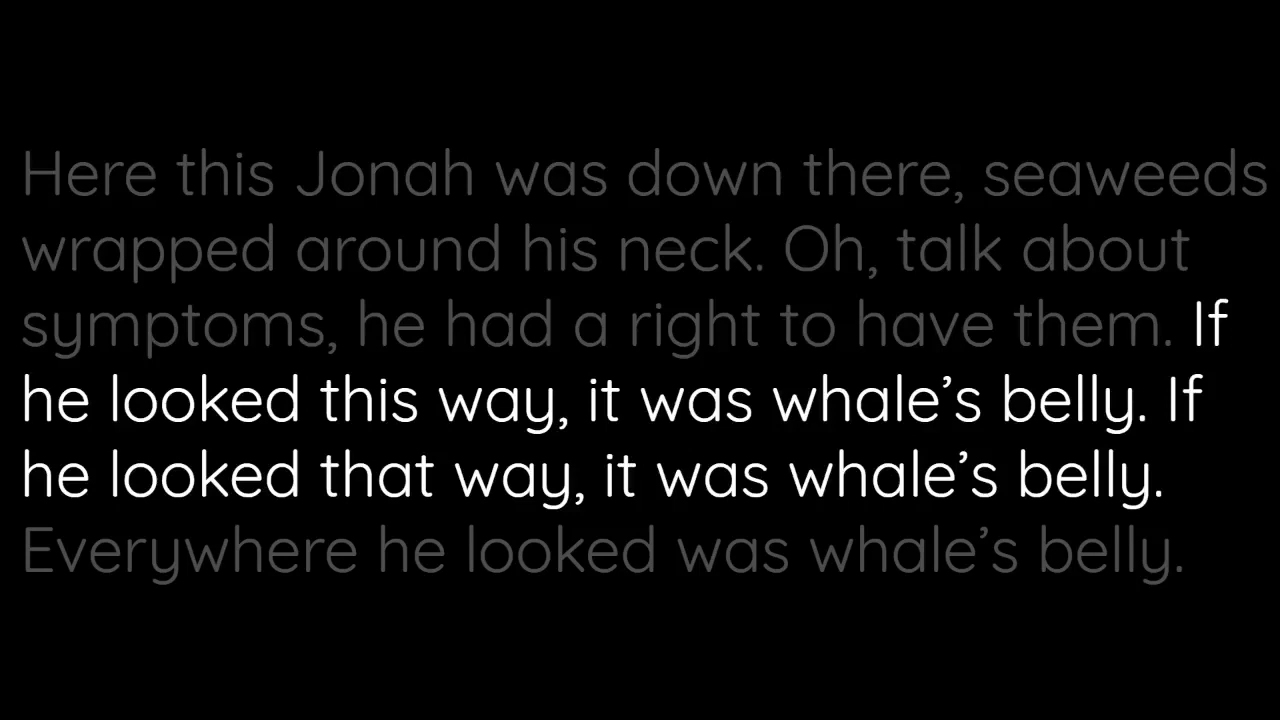 Here this Jonah was down there, seaweeds
wrapped around his neck. Oh, talk about
symptoms, he had a right to have them. If
he looked this way, it was whale’s belly. If
he looked that way, it was whale’s belly.
Everywhere he looked was whale’s belly.